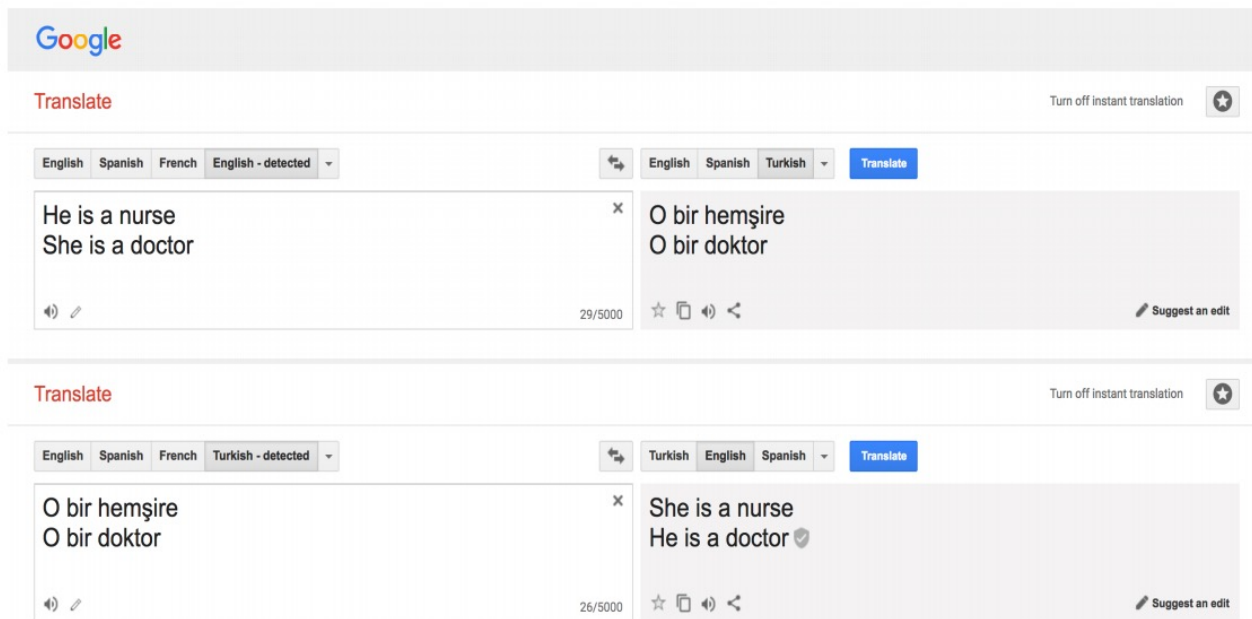 Google
Translate
Turn off instant translation
English Spanish French English - detected
English Spanish Turkish
Translate
He is a nurse
She is a doctor
29/5000
O bir hemşire
O bir doktor
Suggest an edit
Translate
Turn off instant translation
English Spanish French Turkish - detected
Turkish English Spanish
Translate
O bir hemşire
O bir doktor
26/5000
She is a nurse
He is a doctor
Suggest an edit